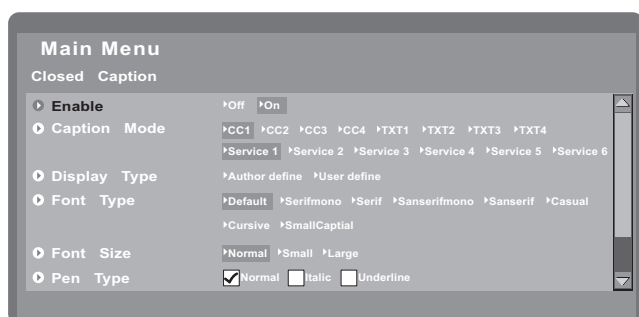 Main Menu
Closed Caption
Enable Off On
Caption Mode CC1 CC2 CC3 CC4 TXT1 TXT2 TXT3 TXT4
Service 1 Service 2 Service 3 Service 4 Service 5 Service 6
Display Type Author define User define
Font Type Default Serifmono Serif Sanserifmono Sanserif Casual
Cursive SmallCaptial
Font Size Normal Small Large
Pen Type Normal Italic Underline